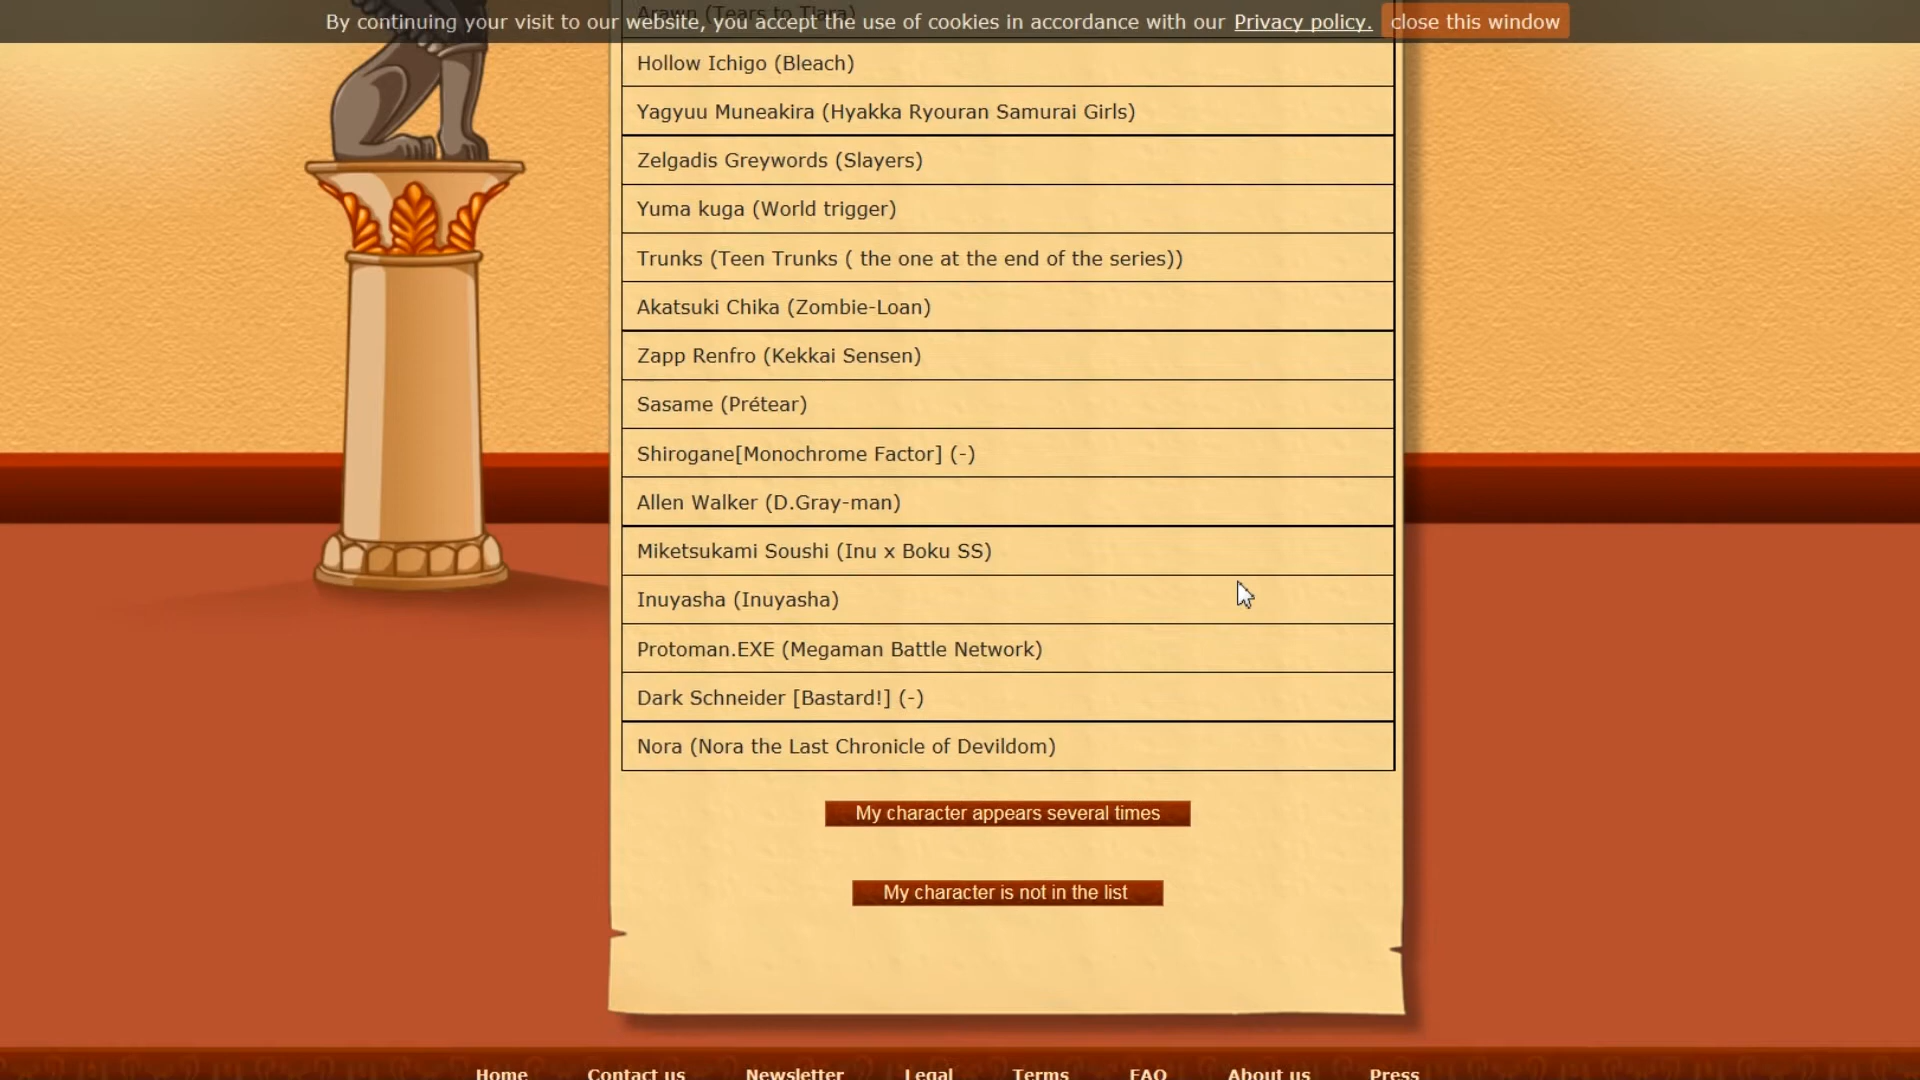 Arawn (Tears to Tiara)
By continuing your visit to our website, you accept the use of cookies in accordance with our Privacy policy. close this window
Hollow Ichigo (Bleach)
Yagyuu Muneakira (Hyakka Ryouran Samurai Girls)
Zelgadis Greywords (Slayers)
Yuma kuga (World trigger)
Trunks (Teen Trunks ( the one at the end of the series))
Akatsuki Chika (Zombie-Loan)
Zapp Renfro (Kekkai Sensen)
Sasame (Prétear)
Shirogane[Monochrome Factor] (-)
Allen Walker (D.Gray-man)
Miketsukami Soushi (Inu x Boku SS)
Inuyasha (Inuyasha)
Protoman.EXE (Megaman Battle Network)
Dark Schneider [Bastard!] (-)
Nora (Nora the Last Chronicle of Devildom)
My character appears several times
My character is not in the list
Home Contact us Newsletter Legal Terms FAQ About us Press